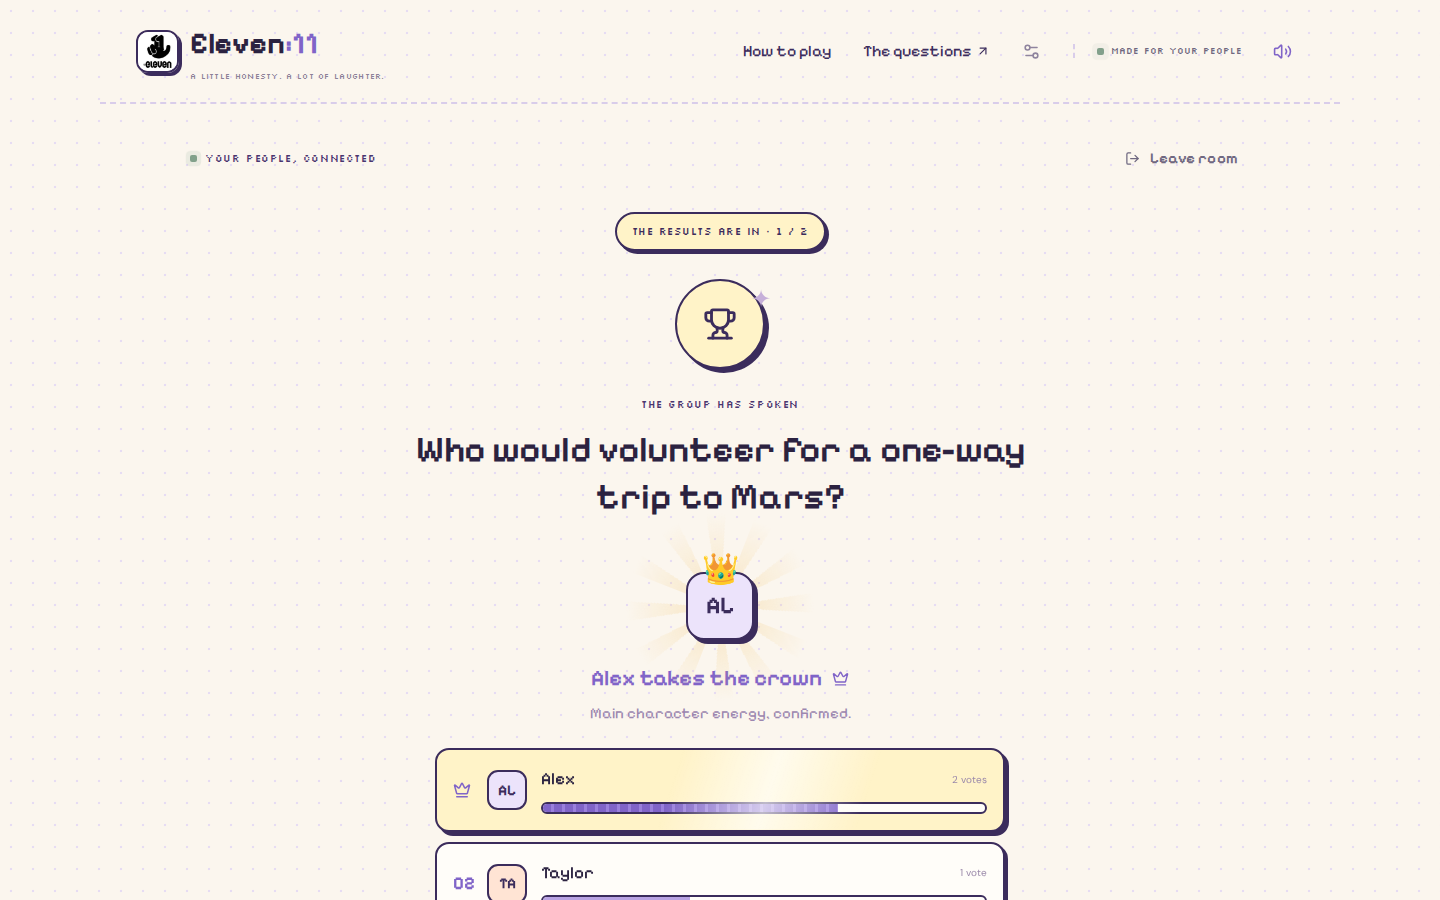 Eleven:11
eleven
A LITTLE HONESTY. A LOT OF LAUGHTER.
How to play
The questions
MADE FOR YOUR PEOPLE
YOUR PEOPLE, CONNECTED
Leave room
THE RESULTS ARE IN · 1 / 2
THE GROUP HAS SPOKEN
Who would volunteer for a one-way
trip to Mars?
AL
Alex takes the crown
Main character energy, confirmed.
AL
Alex
2 votes
02
TA
Taylor
1 vote